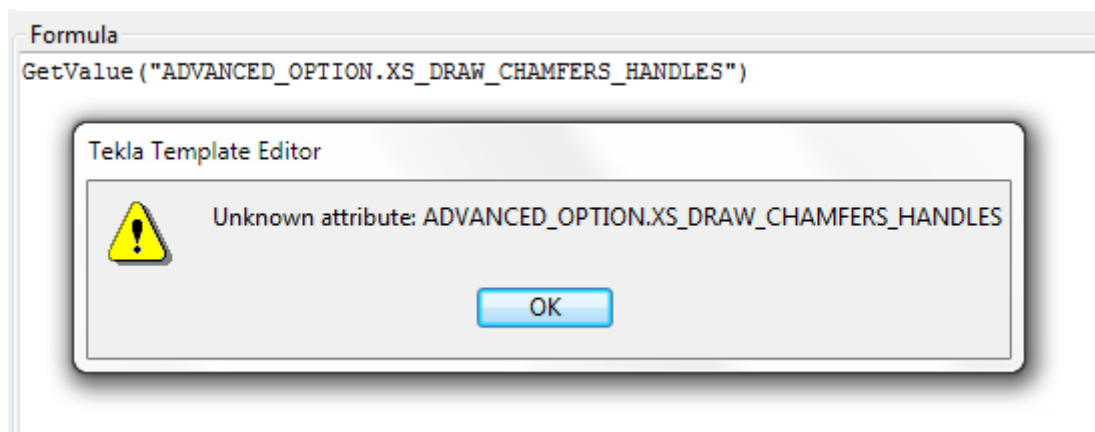 Formula
GetValue("ADVANCED_OPTION.XS_DRAW_CHAMFERS_HANDLES")
Tekla Template Editor
Unknown attribute: ADVANCED_OPTION.XS_DRAW_CHAMFERS_HANDLES
OK